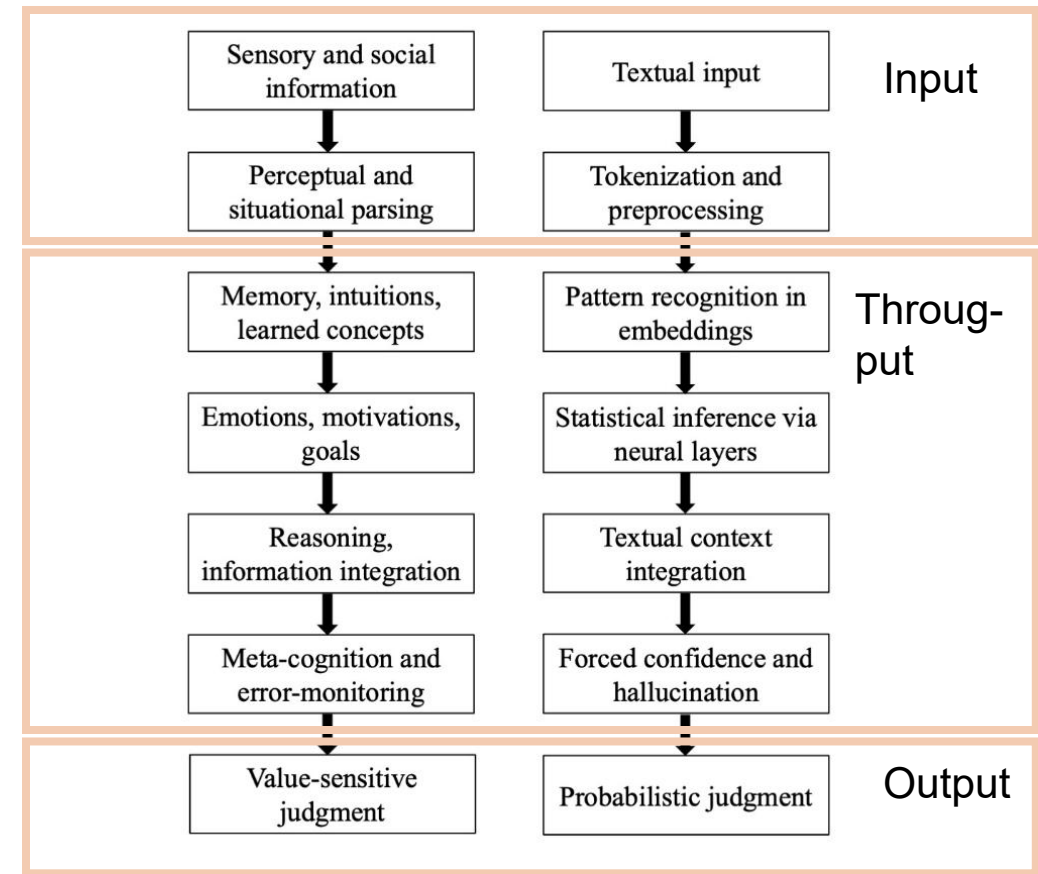 Sensory and social
information
Textual input
Input
Perceptual and
situational parsing
Tokenization and
preprocessing
Memory, intuitions,
learned concepts
Pattern recognition in
embeddings
Throug-
put
Emotions, motivations,
goals
Statistical inference via
neural layers
Reasoning,
information integration
Textual context
integration
Meta-cognition and
error-monitoring
Forced confidence and
hallucination
Value-sensitive
judgment
Probabilistic judgment
Output